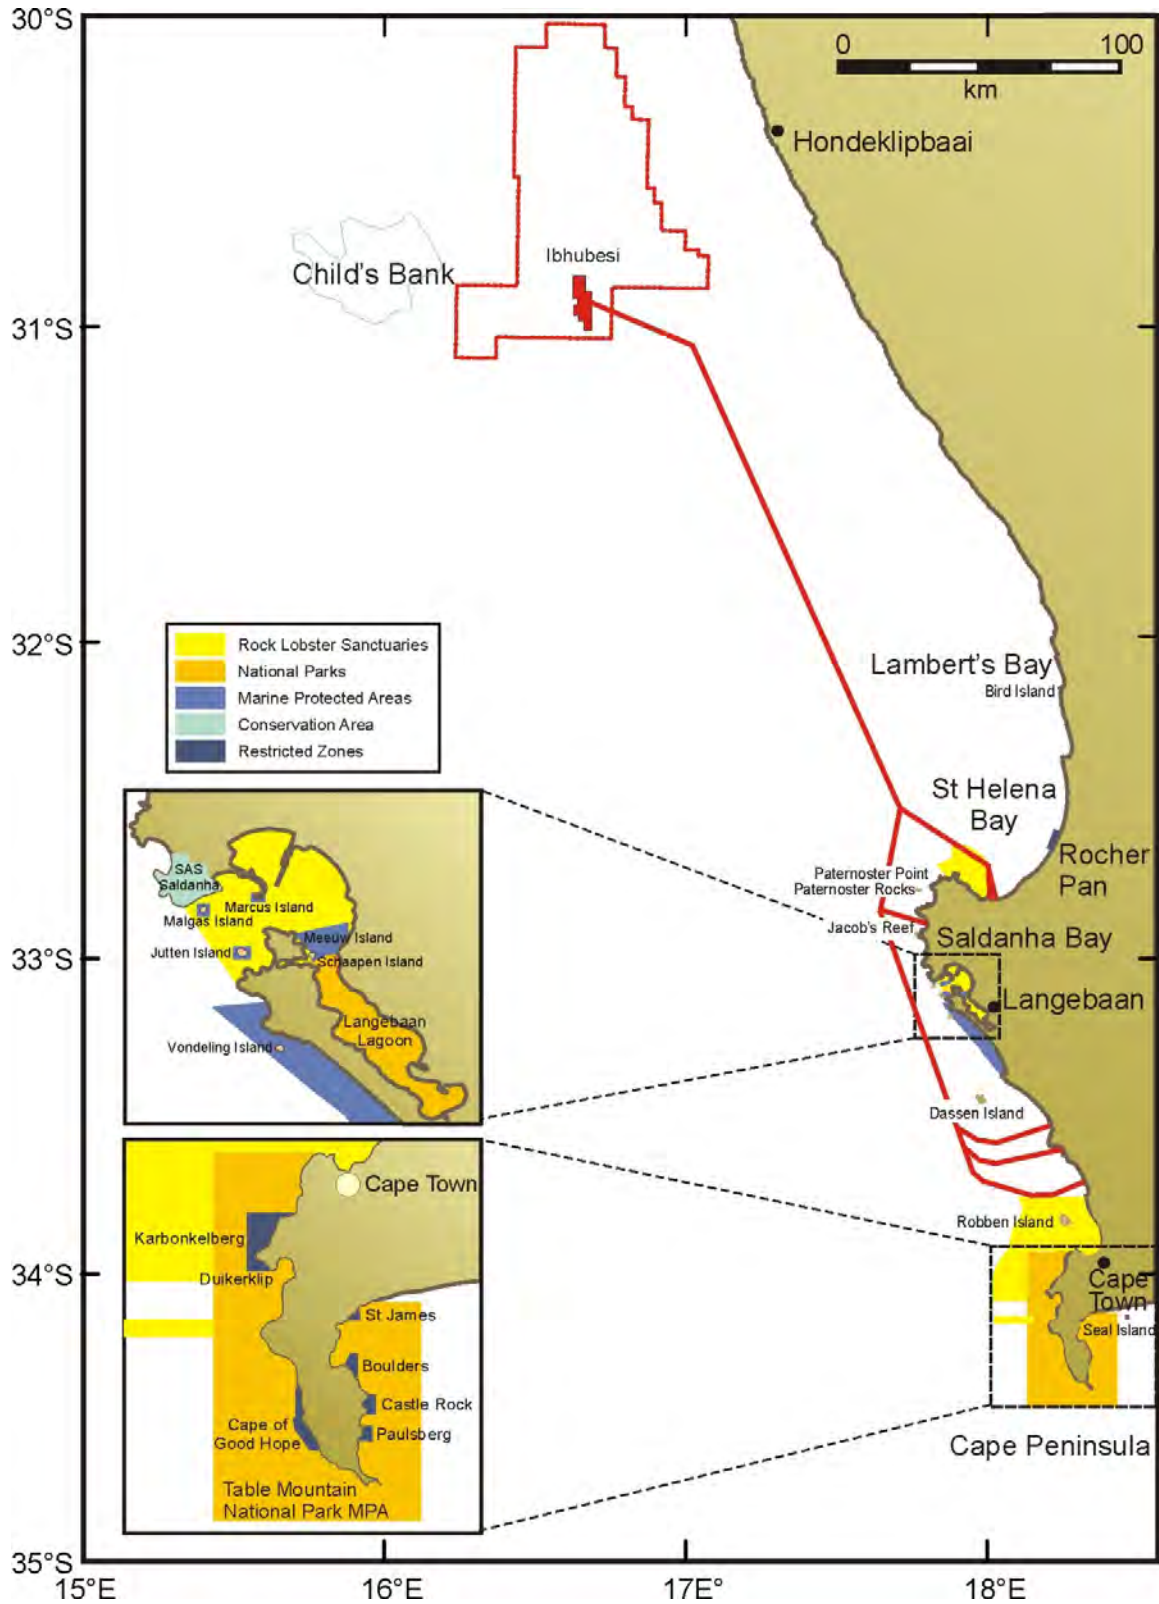 30°S
0 100
km
Hondeklipbaai
Ibhubesi
Child's Bank
31°S
32°S
Rock Lobster Sanctuaries
National Parks
Marine Protected Areas
Conservation Area
Restricted Zones
Lambert's Bay
Bird Island
St Helena
Bay
Rocher
Pan
Paternoster Point
Paternoster Rocks
Jacob's Reef
Saldanha Bay
Langebaan
33°S
SAS
Saldanha
Marcus Island
Malgas Island
Meeuw Island
Jutten Island
Schaapen Island
Langebaan
Lagoon
Vondeling Island
Dassen Island
Cape Town
Karbonkelberg
Duikerklip
St James
Boulders
Castle Rock
Cape of
Good Hope
Paulsberg
Table Mountain
National Park MPA
Robben Island
34°S
Cape
Town
Seal Island
Cape Peninsula
35°S
15°E 16°E 17°E 18°E